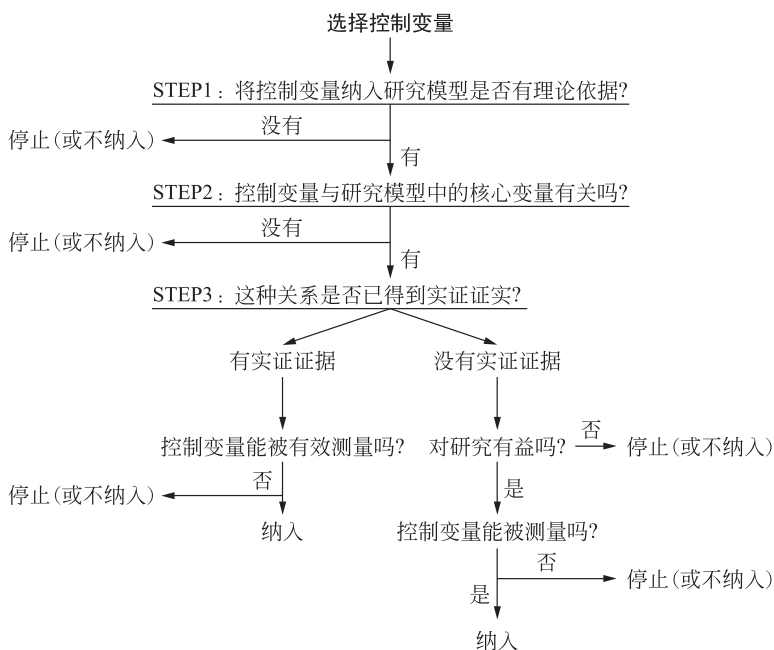 选择控制变量
STEP1：将控制变量纳入研究模型是否有理论依据？
没有
停止（或不纳入）
有
STEP2：控制变量与研究模型中的核心变量有关吗？
没有
停止（或不纳入）
有
STEP3：这种关系是否已得到实证证实？
有实证证据
没有实证证据
控制变量能被有效测量吗？
对研究有益吗？
否
停止（或不纳入）
否
停止（或不纳入）
是
纳入
控制变量能被测量吗？
否
停止（或不纳入）
是
纳入